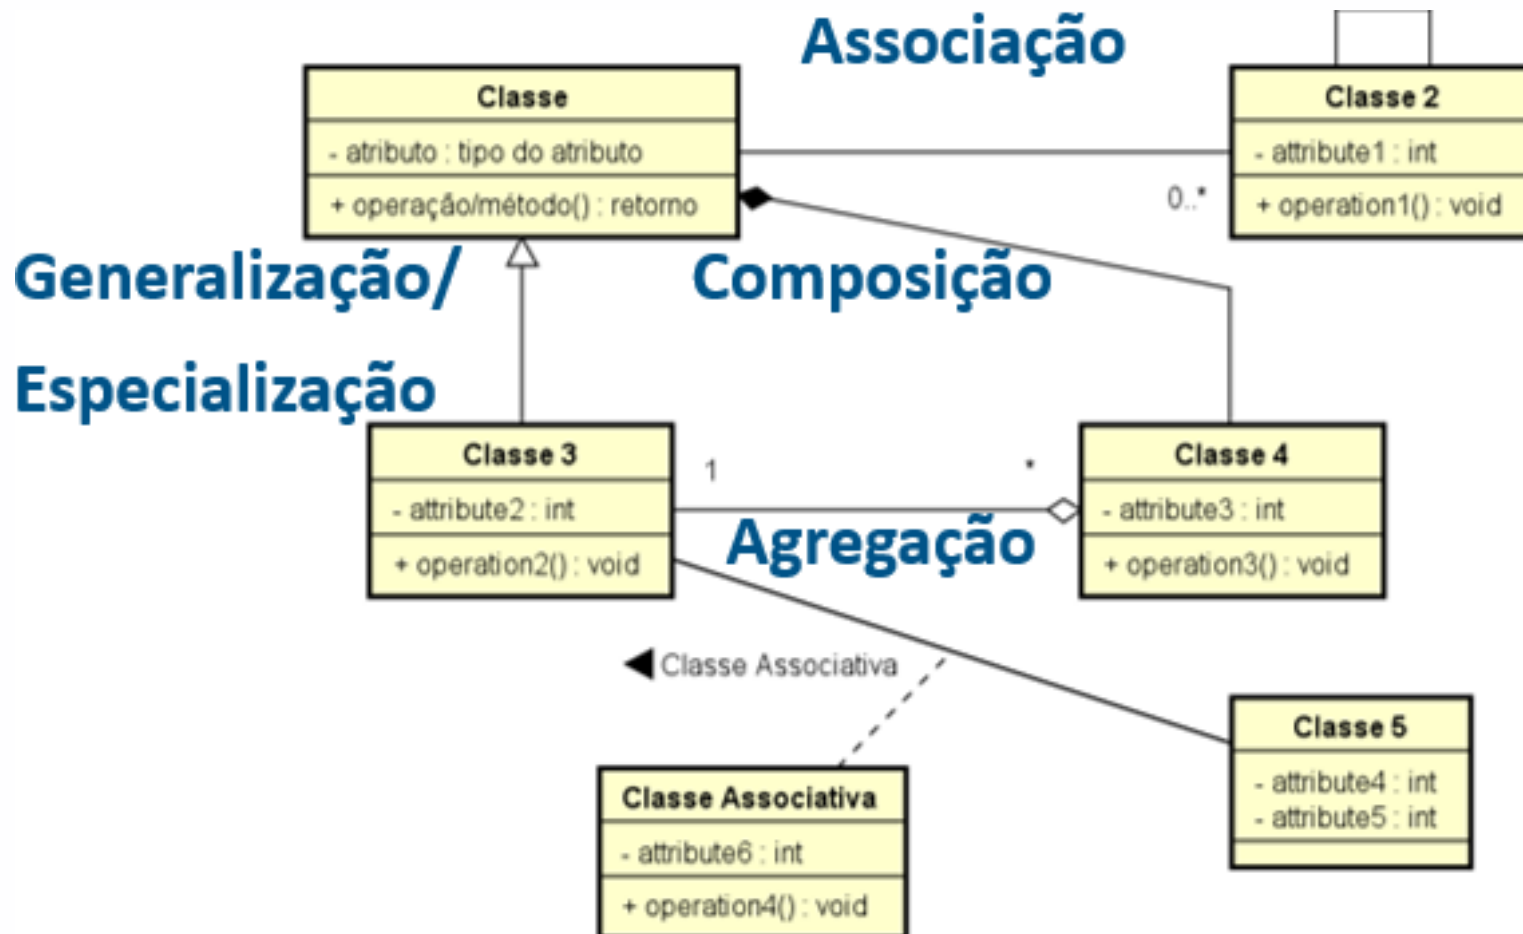 Associação
Classe
- atributo : tipo do atributo
+ operação/método() : retorno
Classe 2
- attribute1 : int
+ operation1() : void
0..*
Generalização/
Especialização
Composição
Classe 3
- attribute2 : int
+ operation2() : void
1
*
Agregação
Classe 4
- attribute3 : int
+ operation3() : void
◀ Classe Associativa
Classe 5
- attribute4 : int
- attribute5 : int
Classe Associativa
- attribute6 : int
+ operation4() : void